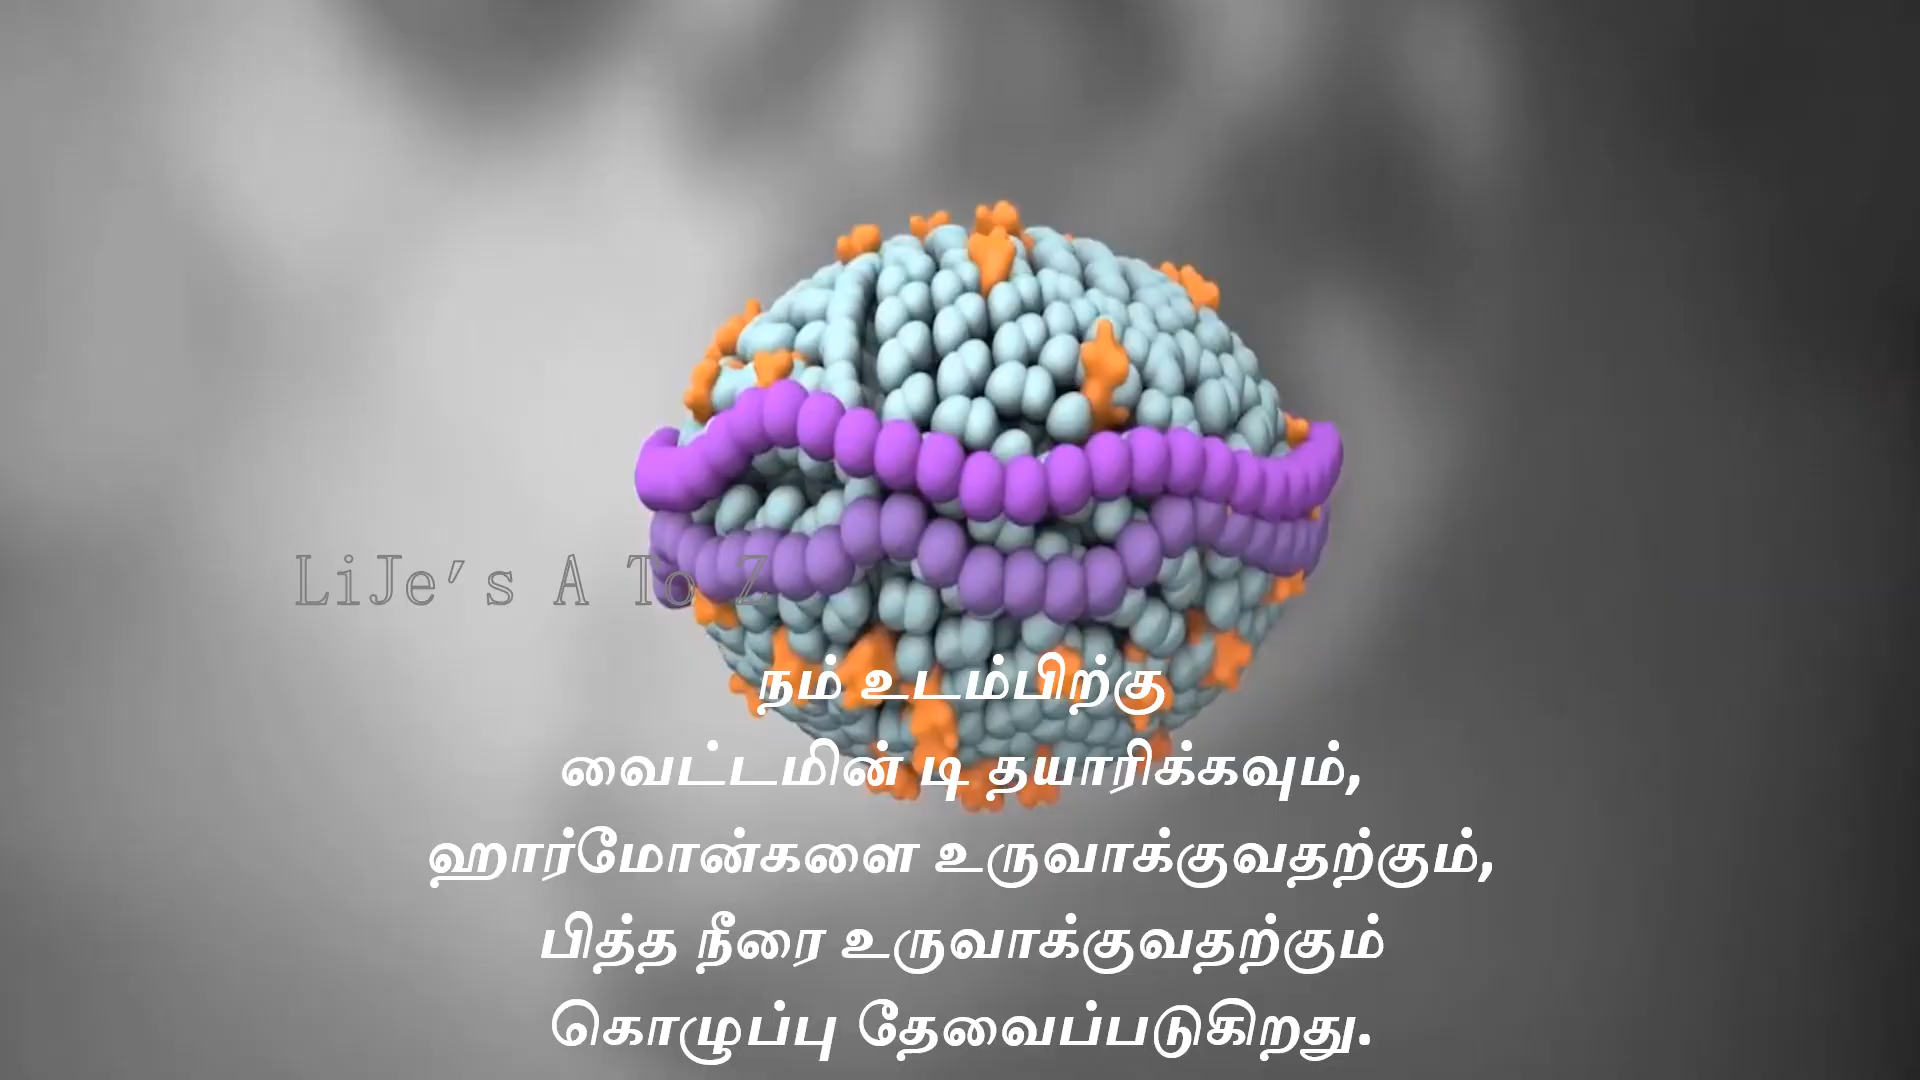 LiJe's A To Z
நம் உடம்பிற்கு
வைட்டமின் டி தயாரிக்கவும்,
ஹார்மோன்களை உருவாக்குவதற்கும்,
பித்த நீரை உருவாக்குவதற்கும்
கொழுப்பு தேவைப்படுகிறது.